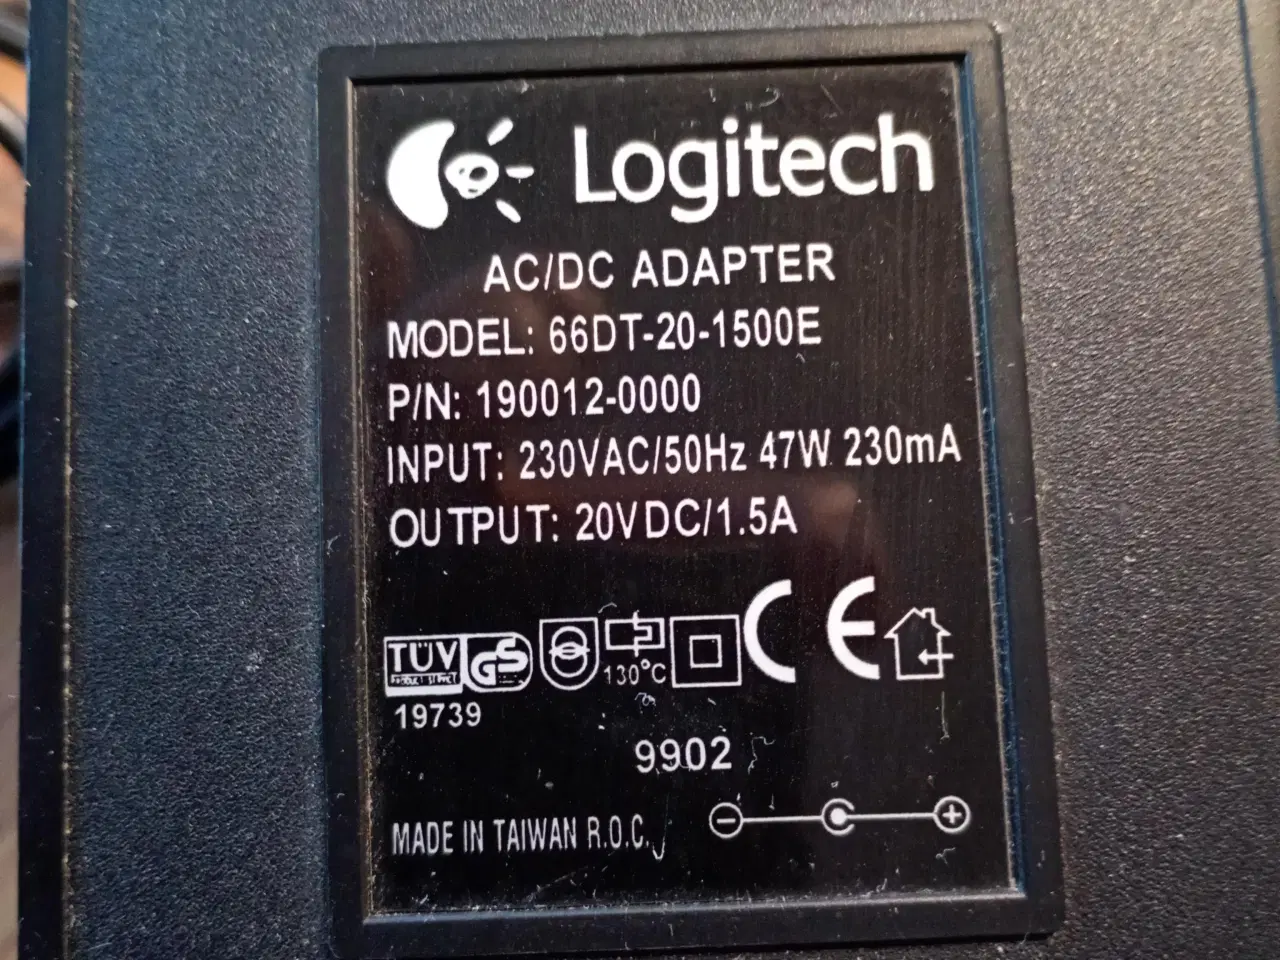 Logitech
AC/DC ADAPTER
MODEL: 66DT-20-1500E
P/N: 190012-0000
INPUT: 230VAC/50Hz 47W 230mA
OUTPUT: 20VDC/1.5A
TÜV GS 130°C CE
19739
9902
MADE IN TAIWAN R.O.C.